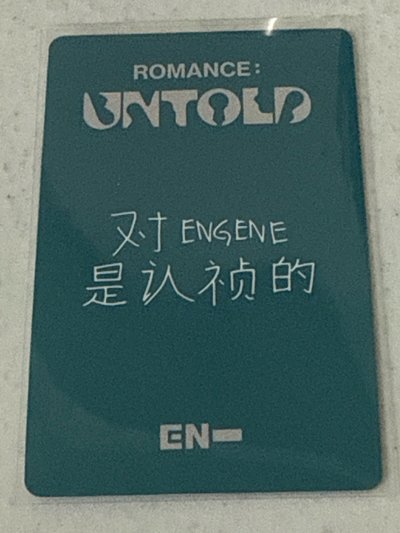 ROMANCE:
UNTOLD
对 ENGENE
是认祯的
EN-